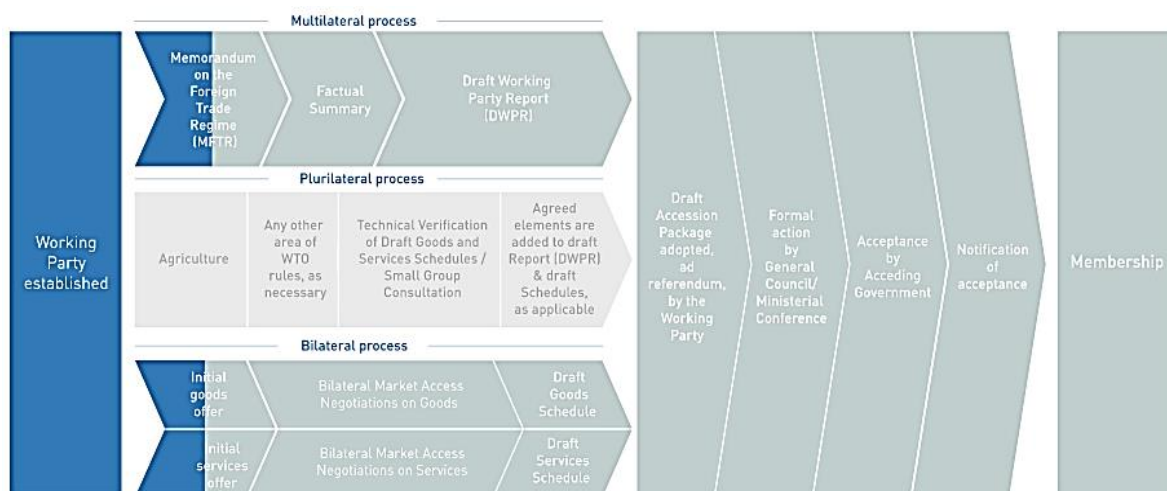 Multilateral process
Working
Party
established
Memorandum
on the
Foreign
Trade
Regime
(MFTR)
Factual
Summary
Draft Working
Party Report
(DWPR)
Plurilateral process
Agriculture
Any other
area of
WTO
rules, as
necessary
Technical Verification
of Draft Goods and
Services Schedules /
Small Group
Consultation
Agreed
elements are
added to draft
Report (DWPR)
& draft
Schedules,
as applicable
Bilateral process
Initial
goods
offer
Bilateral Market Access
Negotiations on Goods
Draft
Goods
Schedule
Initial
services
offer
Bilateral Market Access
Negotiations on Services
Draft
Services
Schedule
Draft
Accession
Package
adopted,
ad
referendum,
by the
Working
Party
Formal
action
by
General
Council/
Ministerial
Conference
Acceptance
by
Acceding
Government
Notification
of
acceptance
Membership